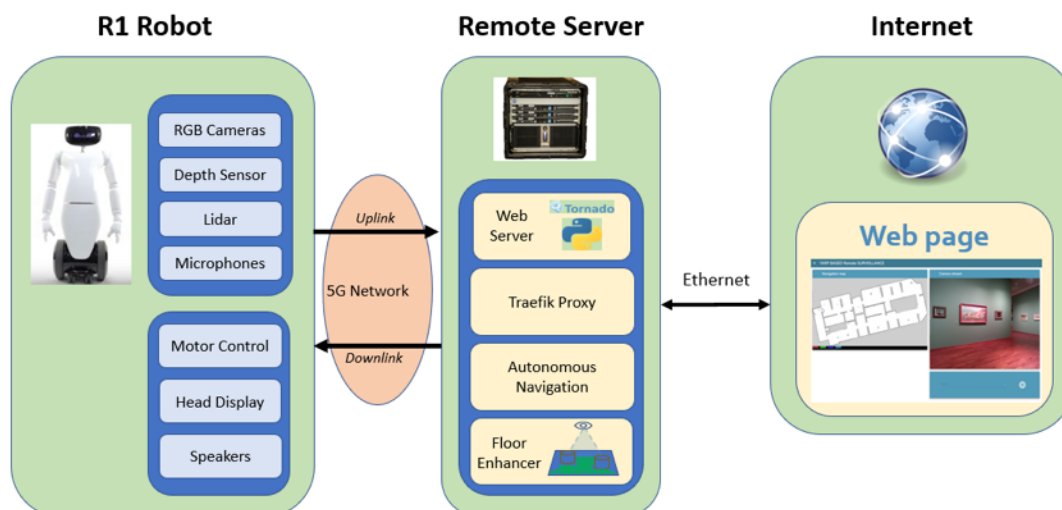 R1 Robot
Remote Server
Internet
RGB Cameras
Depth Sensor
Lidar
Microphones
Motor Control
Head Display
Speakers
Uplink
5G Network
Downlink
Web
Server
Tornado
Traefik Proxy
Autonomous
Navigation
Floor
Enhancer
Ethernet
Web page